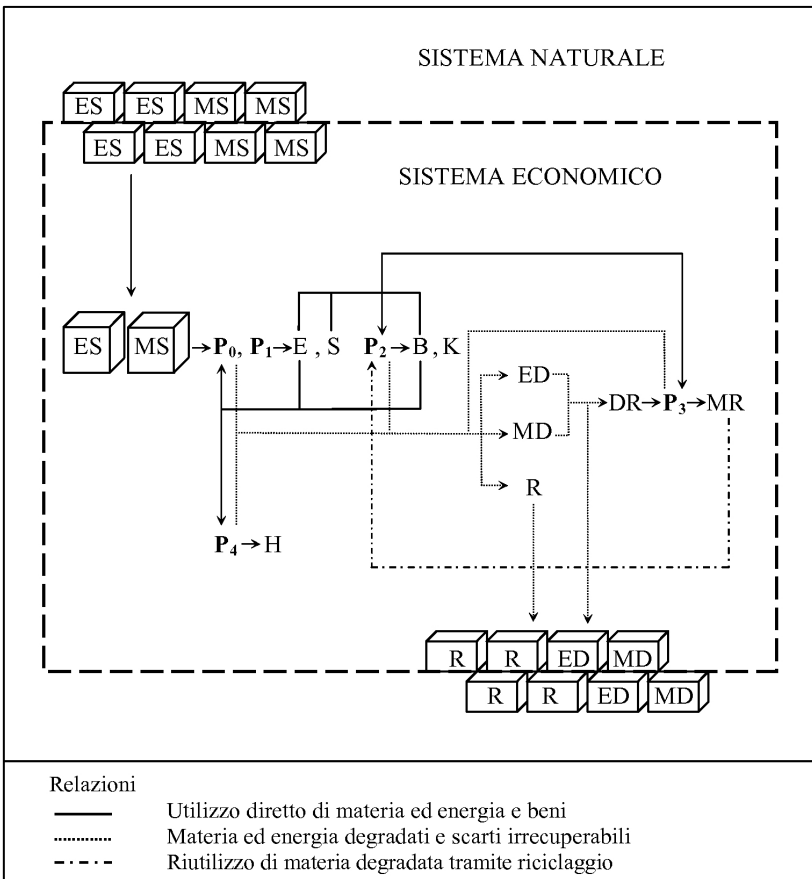 SISTEMA NATURALE
ES ES MS MS
ES ES MS MS
SISTEMA ECONOMICO
ES MS → P0, P1 → E , S P2 → B , K
ED
DR → P3 → MR
MD
R
P4 → H
R R ED MD
R R ED MD
Relazioni
Utilizzo diretto di materia ed energia e beni
Materia ed energia degradati e scarti irrecuperabili
Riutilizzo di materia degradata tramite riciclaggio